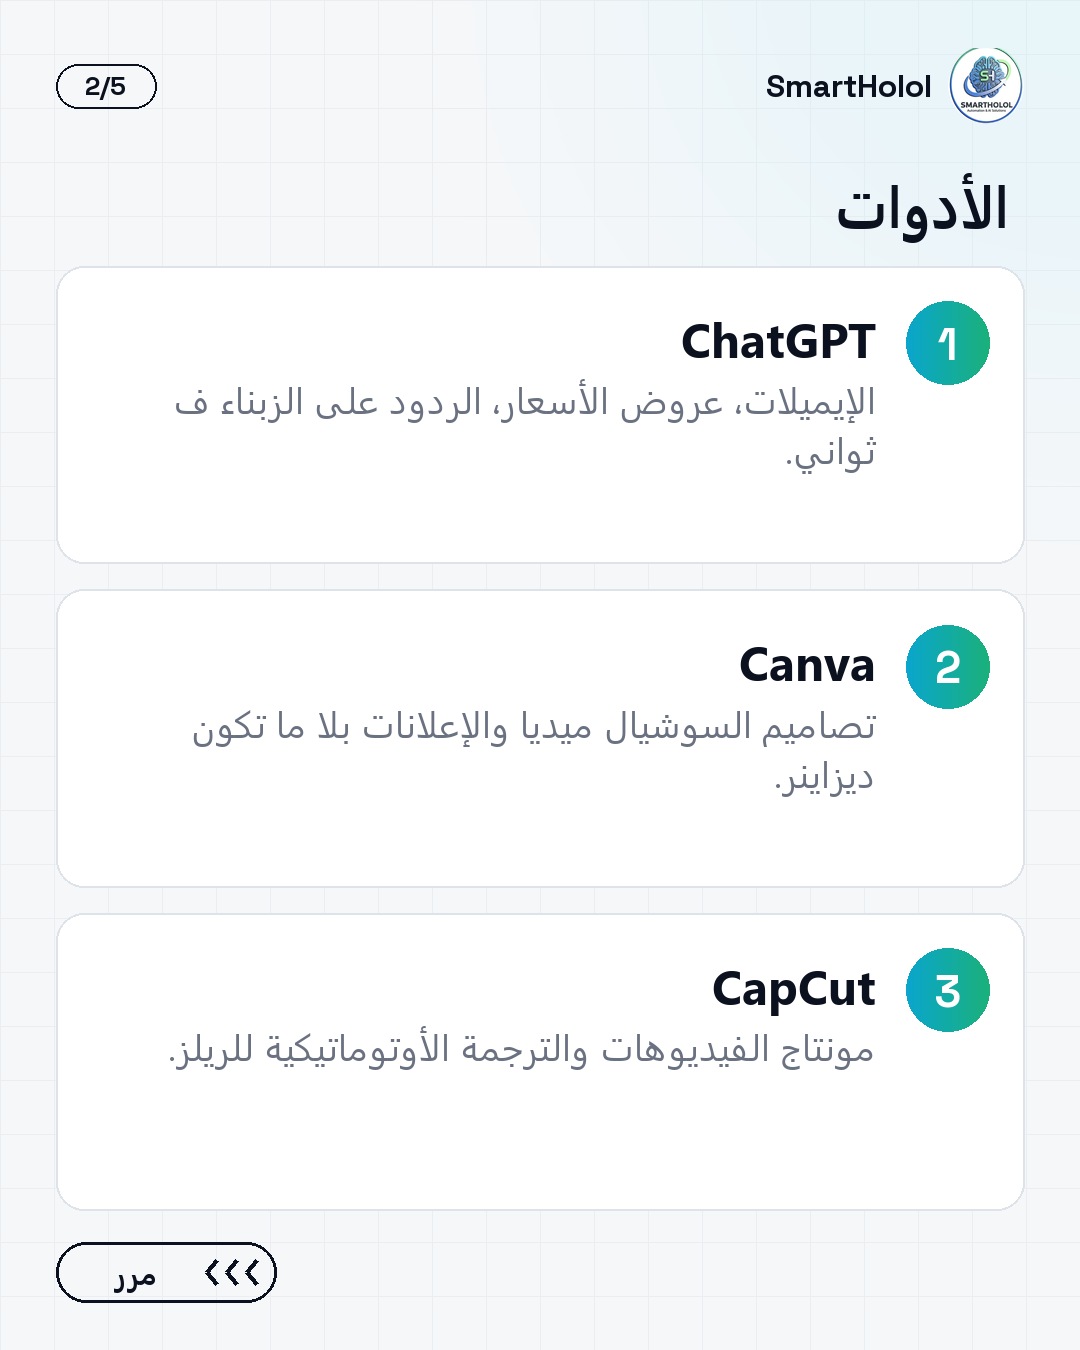 2/5
SmartHolol
SH
SMARTHOLOL
الأدوات
1
ChatGPT
الإيميلات، عروض الأسعار، الردود على الزبناء ف
ثواني.
2
Canva
تصاميم السوشيال ميديا والإعلانات بلا ما تكون
ديزاينر.
3
CapCut
مونتاج الفيديوهات والترجمة الأوتوماتيكية للريلز.
مرر